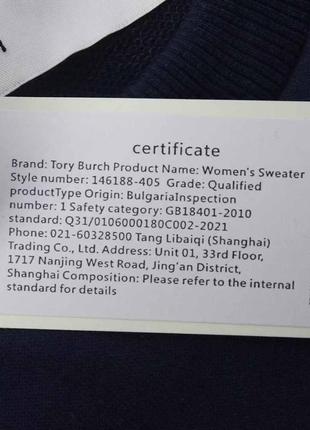 certificate
Brand: Tory Burch Product Name: Women's Sweater
Style number: 146188-405 Grade: Qualified
productType Origin: BulgariaInspection
number: 1 Safety category: GB18401-2010
standard: Q31/0106000180C002-2021
Phone: 021-60328500 Tang Libaiqi (Shanghai)
Trading Co., Ltd. Address: Unit 01, 33rd Floor,
1717 Nanjing West Road, Jing'an District,
Shanghai Composition: Please refer to the internal
standard for details